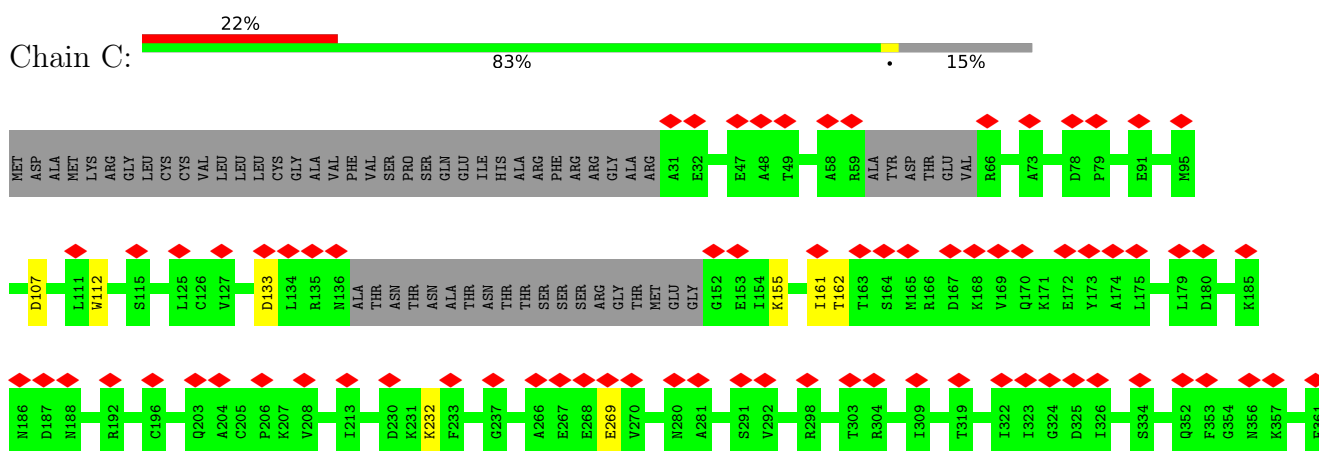 22%
Chain C:
83%
•
15%
MET ASP ALA MET LYS ARG GLY LEU CYS CYS VAL LEU LEU LEU CYS GLY ALA VAL PHE VAL SER PRO SER GLN GLU ILE HIS ALA ARG PHE ARG ARG GLY ALA ARG A31 E32 E47 A48 T49 A58 R59 ALA TYR ASP THR GLU VAL R66 A73 D78 P79 E91 M95
D107 L111 W112 S115 L125 C126 V127 D133 L134 R135 N136 ALA THR ASN THR THR ASN ALA THR ASN THR THR SER SER SER ARG GLY THR MET GLU GLY G152 E153 I154 K155 I161 T162 T163 S164 M165 R166 D167 K168 V169 Q170 K171 E172 Y173 A174 L175 L179 D180 K185
N186 D187 N188 R192 C196 Q203 A204 C205 P206 K207 V208 I213 D230 K231 K232 F233 G237 A266 E267 E268 E269 V270 N280 A281 S291 V292 R298 T303 R304 I309 T319 I322 I323 G324 D325 I326 S334 Q352 F353 G354 N356 K357